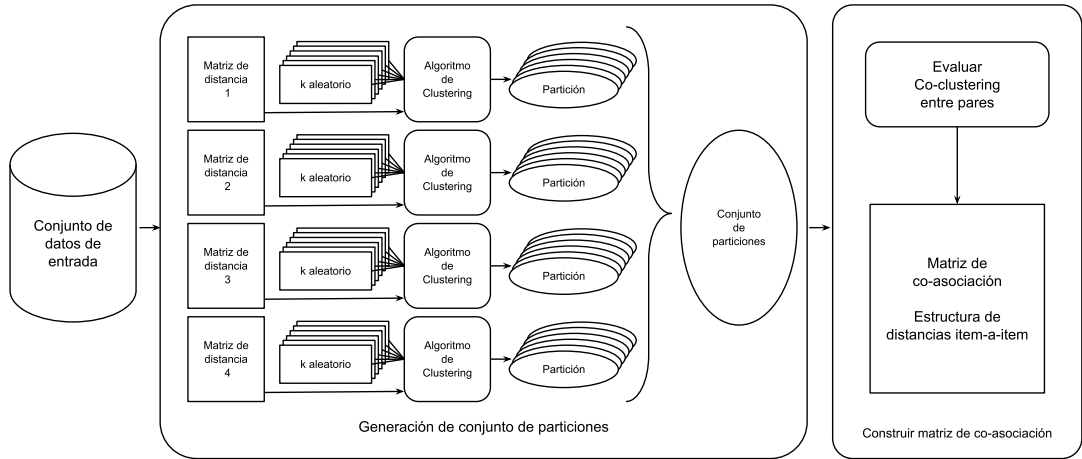 Conjunto de
datos de
entrada
Matriz de
distancia
1
k aleatorio
Algoritmo
de
Clustering
Partición
Matriz de
distancia
2
k aleatorio
Algoritmo
de
Clustering
Partición
Matriz de
distancia
3
k aleatorio
Algoritmo
de
Clustering
Partición
Matriz de
distancia
4
k aleatorio
Algoritmo
de
Clustering
Partición
Conjunto
de
particiones
Generación de conjunto de particiones
Evaluar
Co-clustering
entre pares
Matriz de
co-asociación
Estructura de
distancias item-a-item
Construir matriz de co-asociación